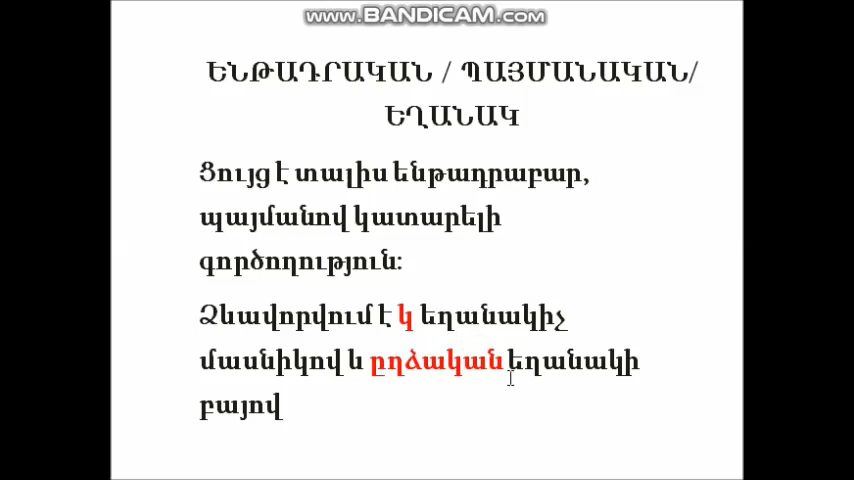 www.BANDICAM.com
ԵՆԹԱԴՐԱԿԱՆ / ՊԱՅՄԱՆԱԿԱՆ/
ԵՂԱՆԱԿ
Ցույց է տալիս ենթադրաբար,
պայմանով կատարելի
գործողություն։
Ձևավորվում է կ եղանակիչ
մասնիկով և ըղձական եղանակի
բայով